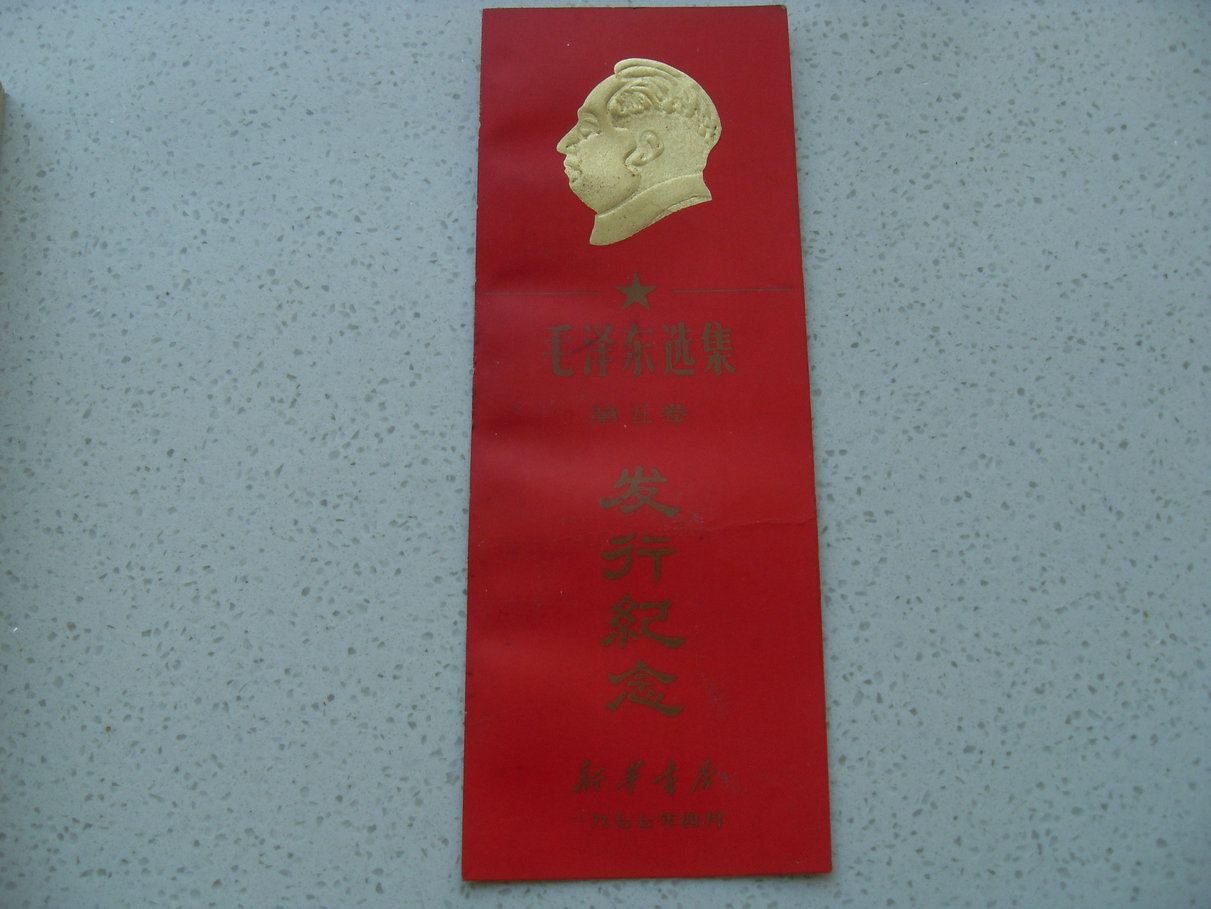 毛泽东选集
第五卷
发行紀念
新华书店
一九七七年四月